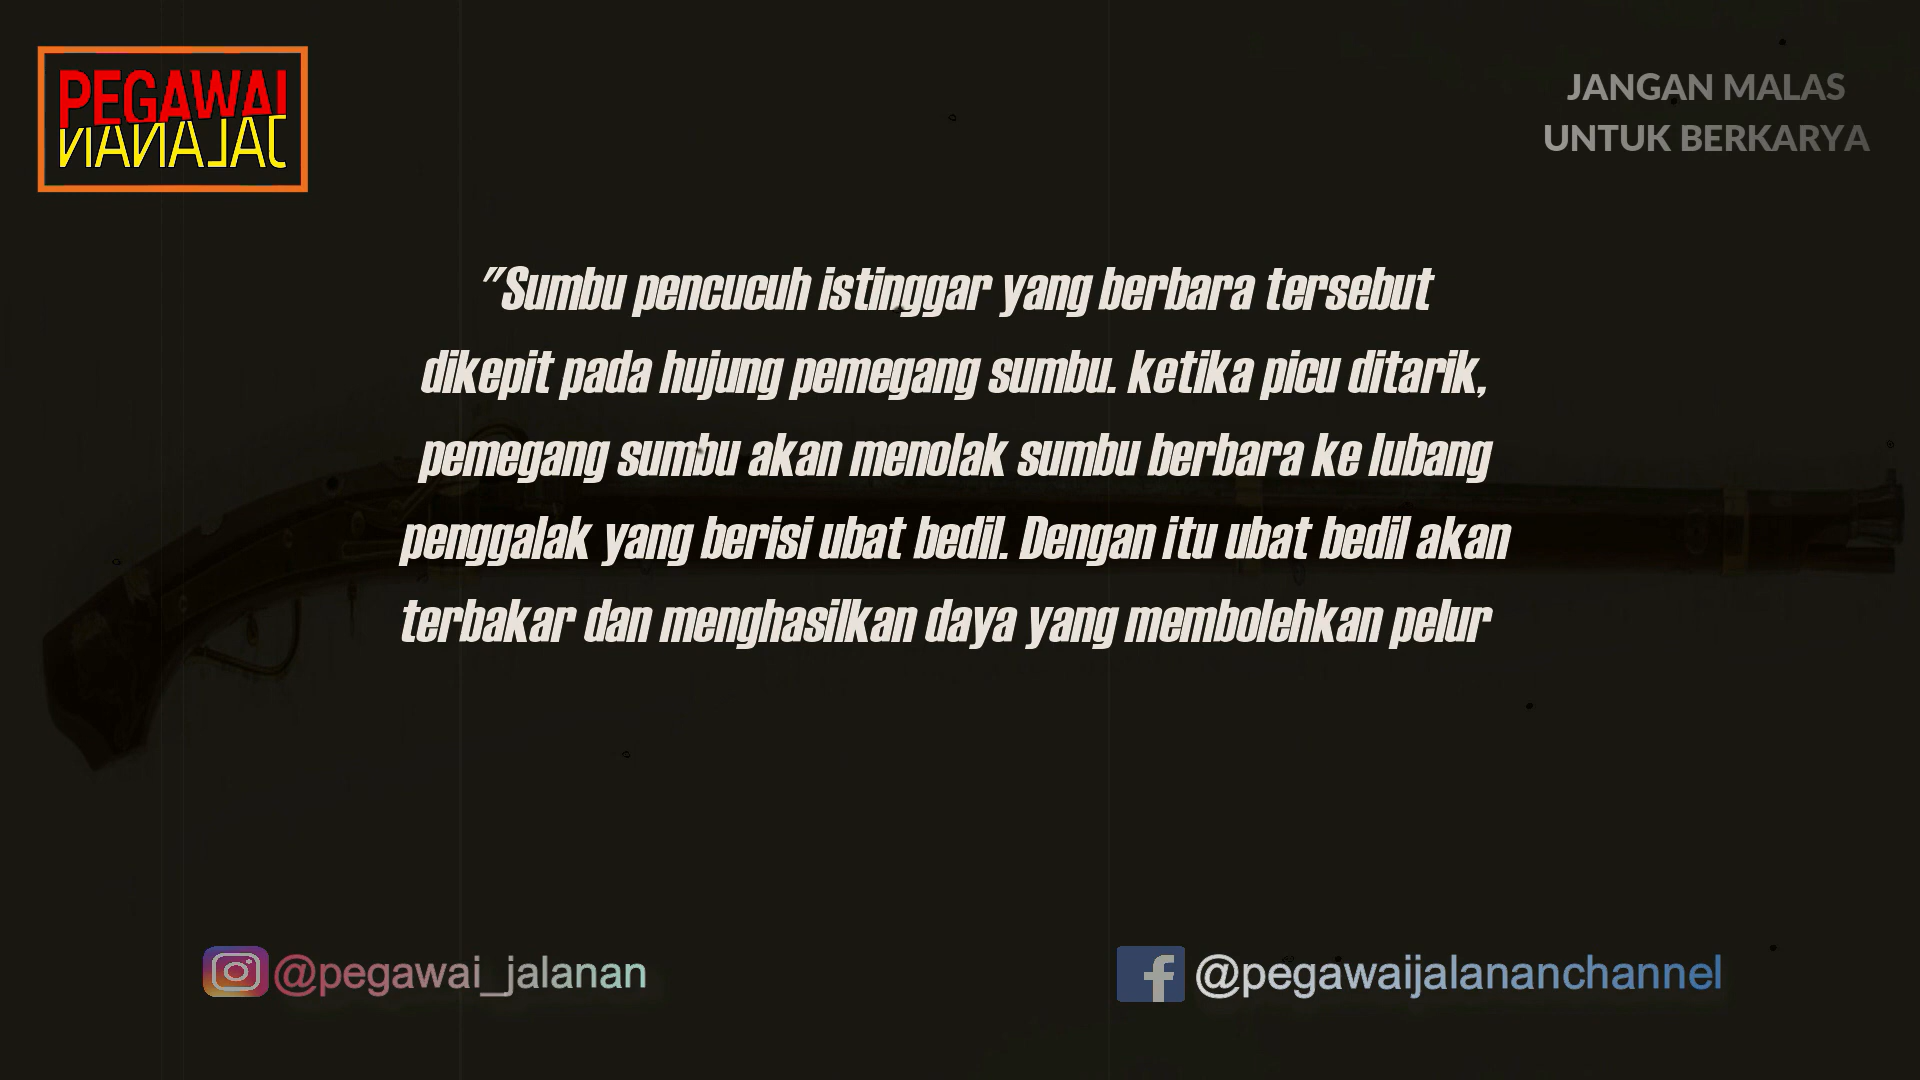 PEGAWAI
JALANAN
JANGAN MALAS
UNTUK BERKARYA
"Sumbu pencucuh istinggar yang berbara tersebut
dikepit pada hujung pemegang sumbu. ketika picu ditarik,
pemegang sumbu akan menolak sumbu berbara ke lubang
penggalak yang berisi ubat bedil. Dengan itu ubat bedil akan
terbakar dan menghasilkan daya yang membolehkan pelur
@pegawai_jalanan
@pegawaijalananchannel